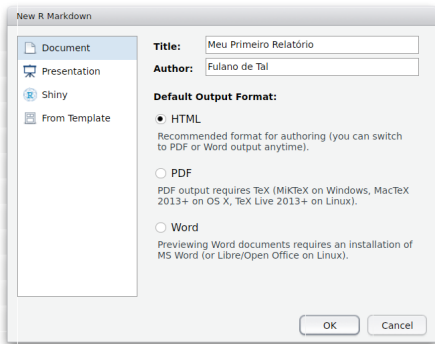 New R Markdown
Document
Presentation
Shiny
From Template
Title: Meu Primeiro Relatório
Author: Fulano de Tal
Default Output Format:
HTML
Recommended format for authoring (you can switch
to PDF or Word output anytime).
PDF
PDF output requires TeX (MiKTeX on Windows, MacTeX
2013+ on OS X, TeX Live 2013+ on Linux).
Word
Previewing Word documents requires an installation of
MS Word (or Libre/Open Office on Linux).
OK Cancel